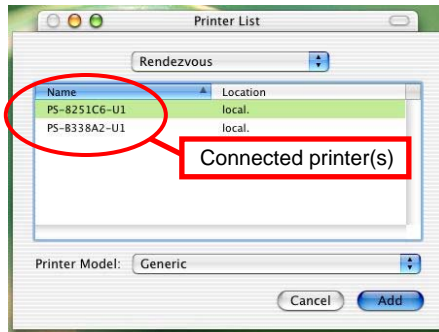 Printer List
Rendezvous
Name Location
PS-8251C6-U1 local.
PS-B338A2-U1 local.
Connected printer(s)
Printer Model: Generic
Cancel Add